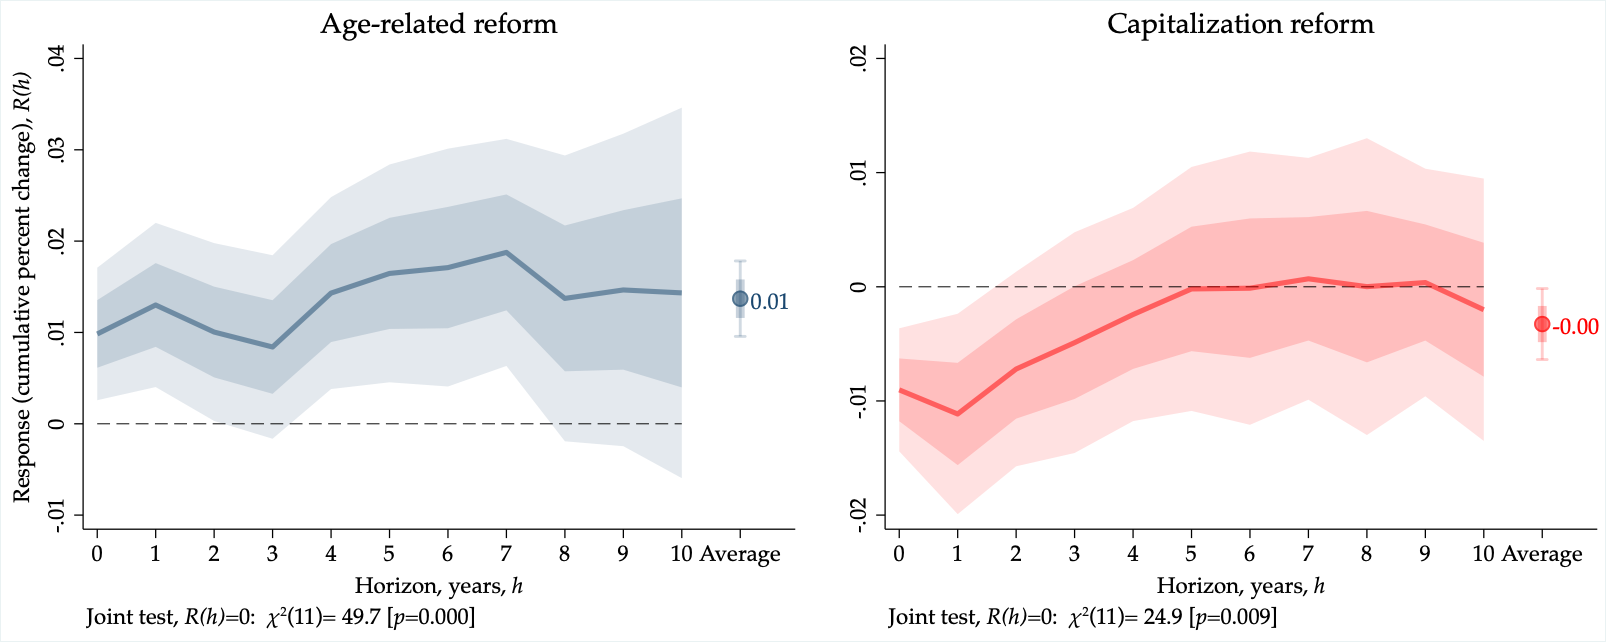 Age-related reform
Response (cumulative percent change), R(h)
.04
.03
.02
.01
0
-.01
0 1 2 3 4 5 6 7 8 9 10 Average
0.01
Horizon, years, h
Joint test, R(h)=0: χ²(11)= 49.7 [p=0.000]
Capitalization reform
.02
.01
0
-.01
-.02
0 1 2 3 4 5 6 7 8 9 10 Average
-0.00
Horizon, years, h
Joint test, R(h)=0: χ²(11)= 24.9 [p=0.009]